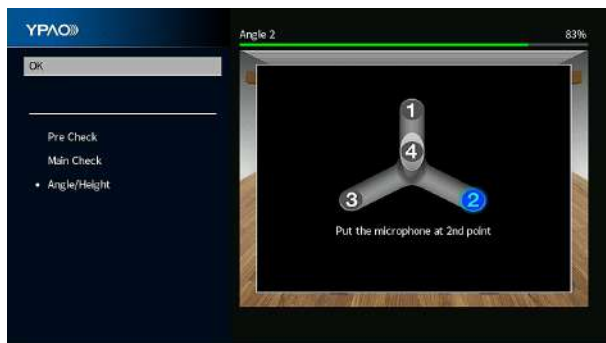 YPAO
Angle 2
83%
OK
Pre Check
Main Check
• Angle/Height
1
4
3
2
Put the microphone at 2nd point